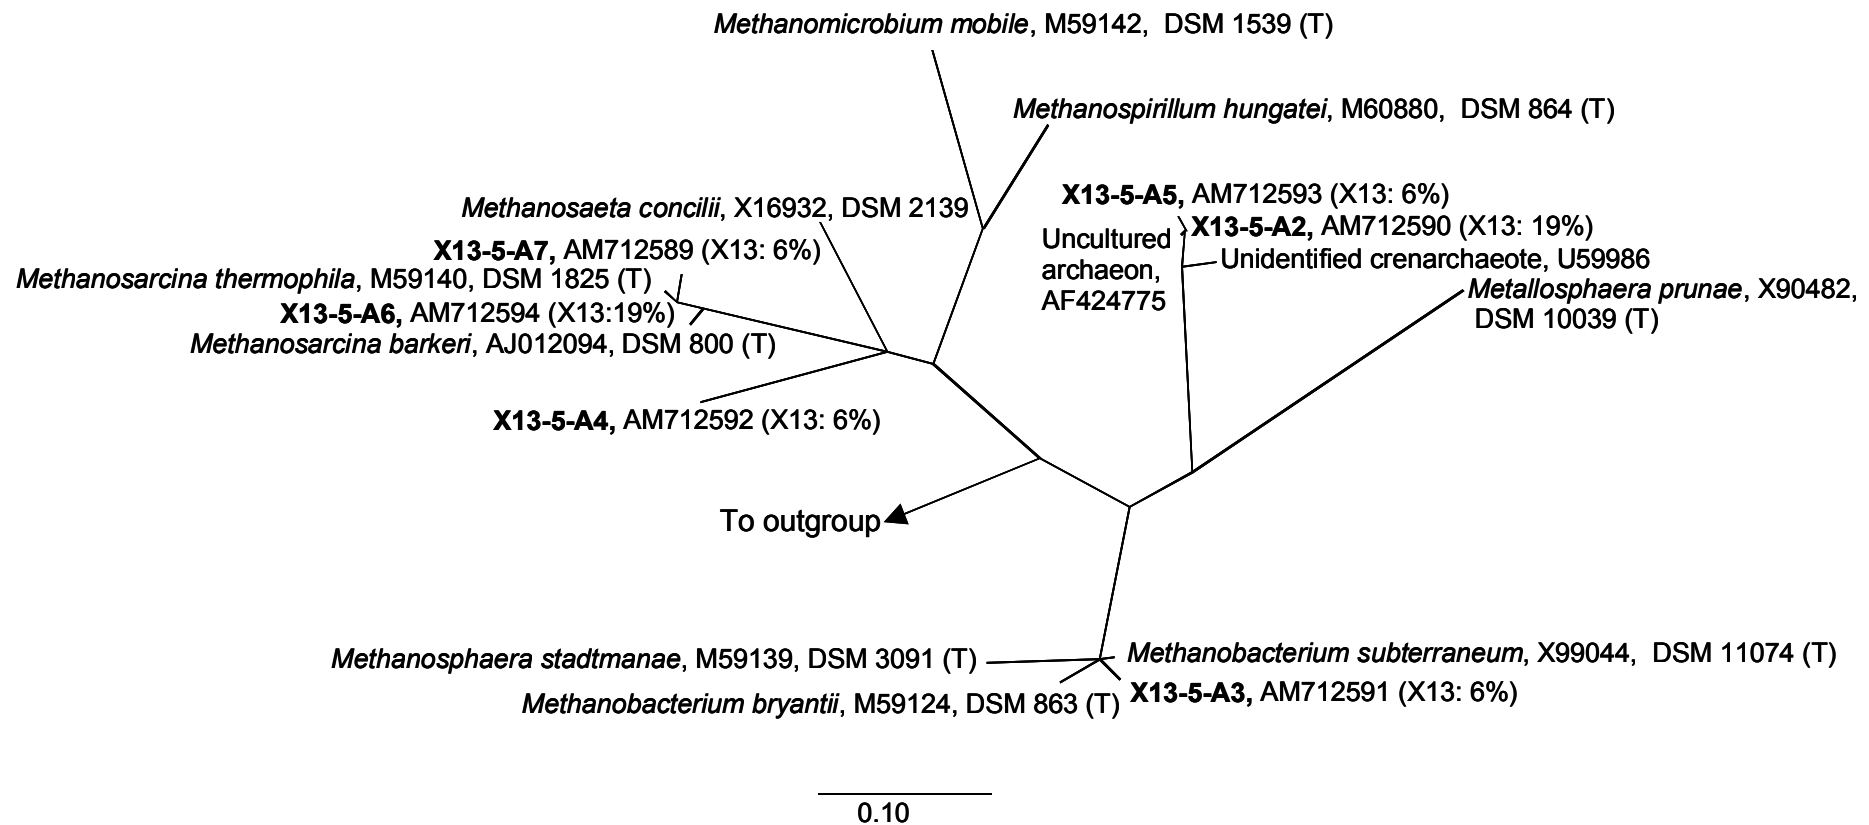 Methanomicrobium mobile, M59142, DSM 1539 (T)
Methanospirillum hungatei, M60880, DSM 864 (T)
X13-5-A5, AM712593 (X13: 6%)
Methanosaeta concilii, X16932, DSM 2139
X13-5-A2, AM712590 (X13: 19%)
Uncultured
archaeon,
AF424775
X13-5-A7, AM712589 (X13: 6%)
Unidentified crenarchaeote, U59986
Methanosarcina thermophila, M59140, DSM 1825 (T)
Metallosphaera prunae, X90482,
DSM 10039 (T)
X13-5-A6, AM712594 (X13:19%)
Methanosarcina barkeri, AJ012094, DSM 800 (T)
X13-5-A4, AM712592 (X13: 6%)
To outgroup
Methanosphaera stadtmanae, M59139, DSM 3091 (T)
Methanobacterium subterraneum, X99044, DSM 11074 (T)
Methanobacterium bryantii, M59124, DSM 863 (T)
X13-5-A3, AM712591 (X13: 6%)
0.10